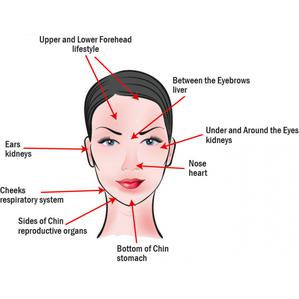 Upper and Lower Forehead
lifestyle
Between the Eyebrows
liver
Under and Around the Eyes
kidneys
Ears
kidneys
Nose
heart
Cheeks
respiratory system
Sides of Chin
reproductive organs
Bottom of Chin
stomach